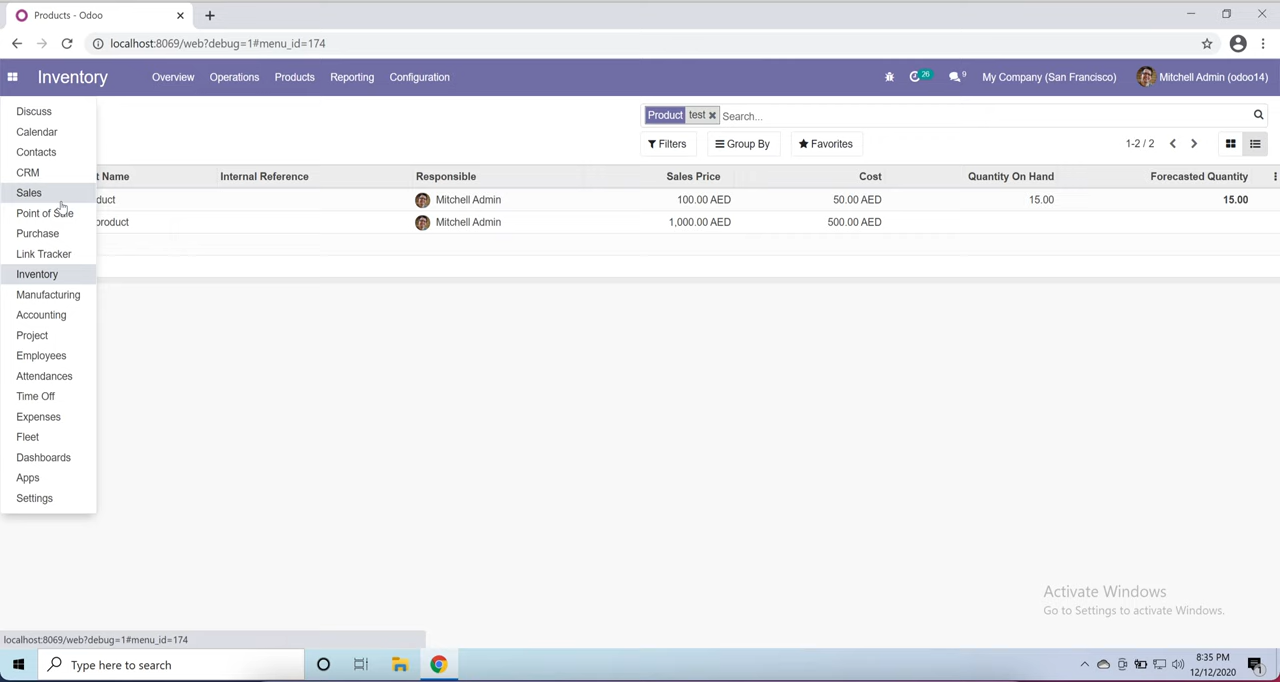 Products - Odoo
localhost:8069/web?debug=1#menu_id=174
Inventory Overview Operations Products Reporting Configuration 26 9 My Company (San Francisco) Mitchell Admin (odoo14)
Discuss
Calendar
Contacts
CRM
Sales
Point of Sale
Purchase
Link Tracker
Inventory
Manufacturing
Accounting
Project
Employees
Attendances
Time Off
Expenses
Fleet
Dashboards
Apps
Settings
Product test Search...
Filters Group By Favorites 1-2 / 2
t Name Internal Reference Responsible Sales Price Cost Quantity On Hand Forecasted Quantity
duct Mitchell Admin 100.00 AED 50.00 AED 15.00 15.00
product Mitchell Admin 1,000.00 AED 500.00 AED
Activate Windows
Go to Settings to activate Windows.
localhost:8069/web?debug=1#menu_id=174
Type here to search
8:35 PM
12/12/2020
1